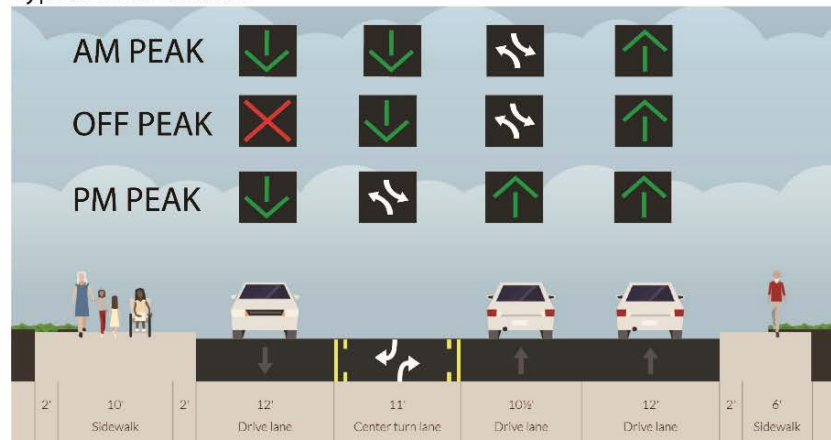 AM PEAK
OFF PEAK
PM PEAK
2' 10' 2' 12' 11' 10½' 12' 2' 6'
Sidewalk Drive lane Center turn lane Drive lane Drive lane Sidewalk